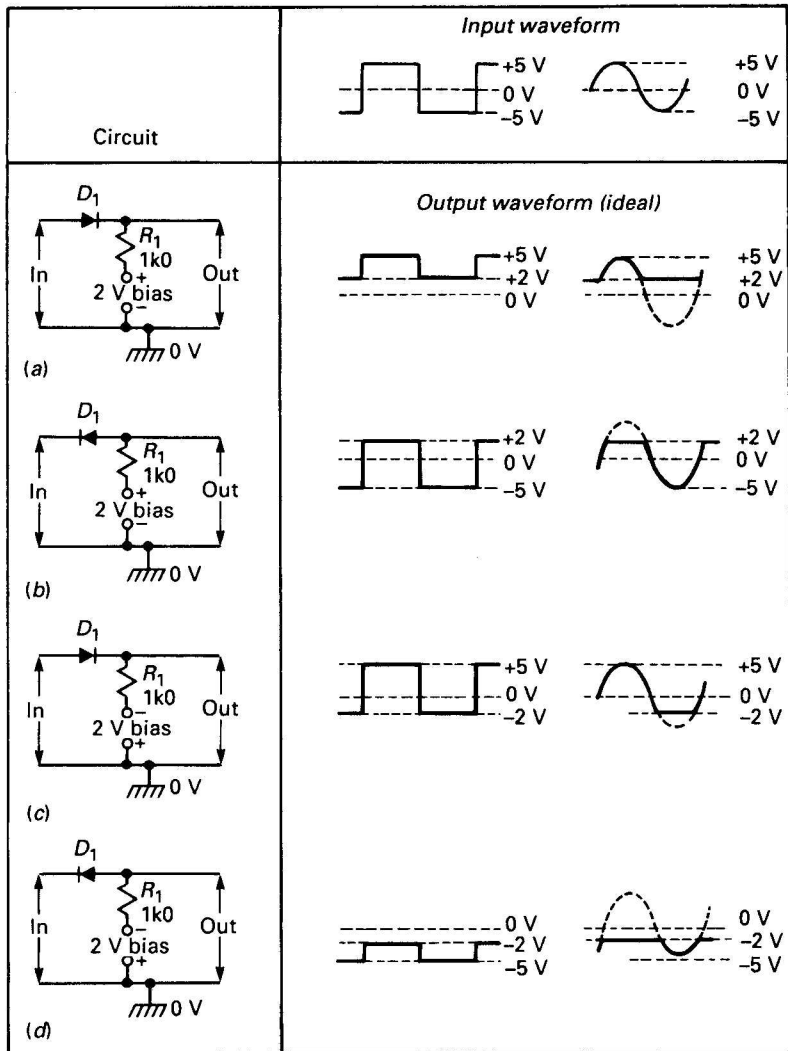 Input waveform
+5 V
0 V
–5 V
+5 V
0 V
–5 V
Circuit
D1
R1
1k0
In
+
2 V bias
–
Out
0 V
(a)
Output waveform (ideal)
+5 V
+2 V
0 V
+5 V
+2 V
0 V
D1
R1
1k0
In
+
2 V bias
–
Out
0 V
(b)
+2 V
0 V
–5 V
+2 V
0 V
–5 V
D1
R1
1k0
In
–
2 V bias
+
Out
0 V
(c)
+5 V
0 V
–2 V
+5 V
0 V
–2 V
D1
R1
1k0
In
–
2 V bias
+
Out
0 V
(d)
0 V
–2 V
–5 V
0 V
–2 V
–5 V